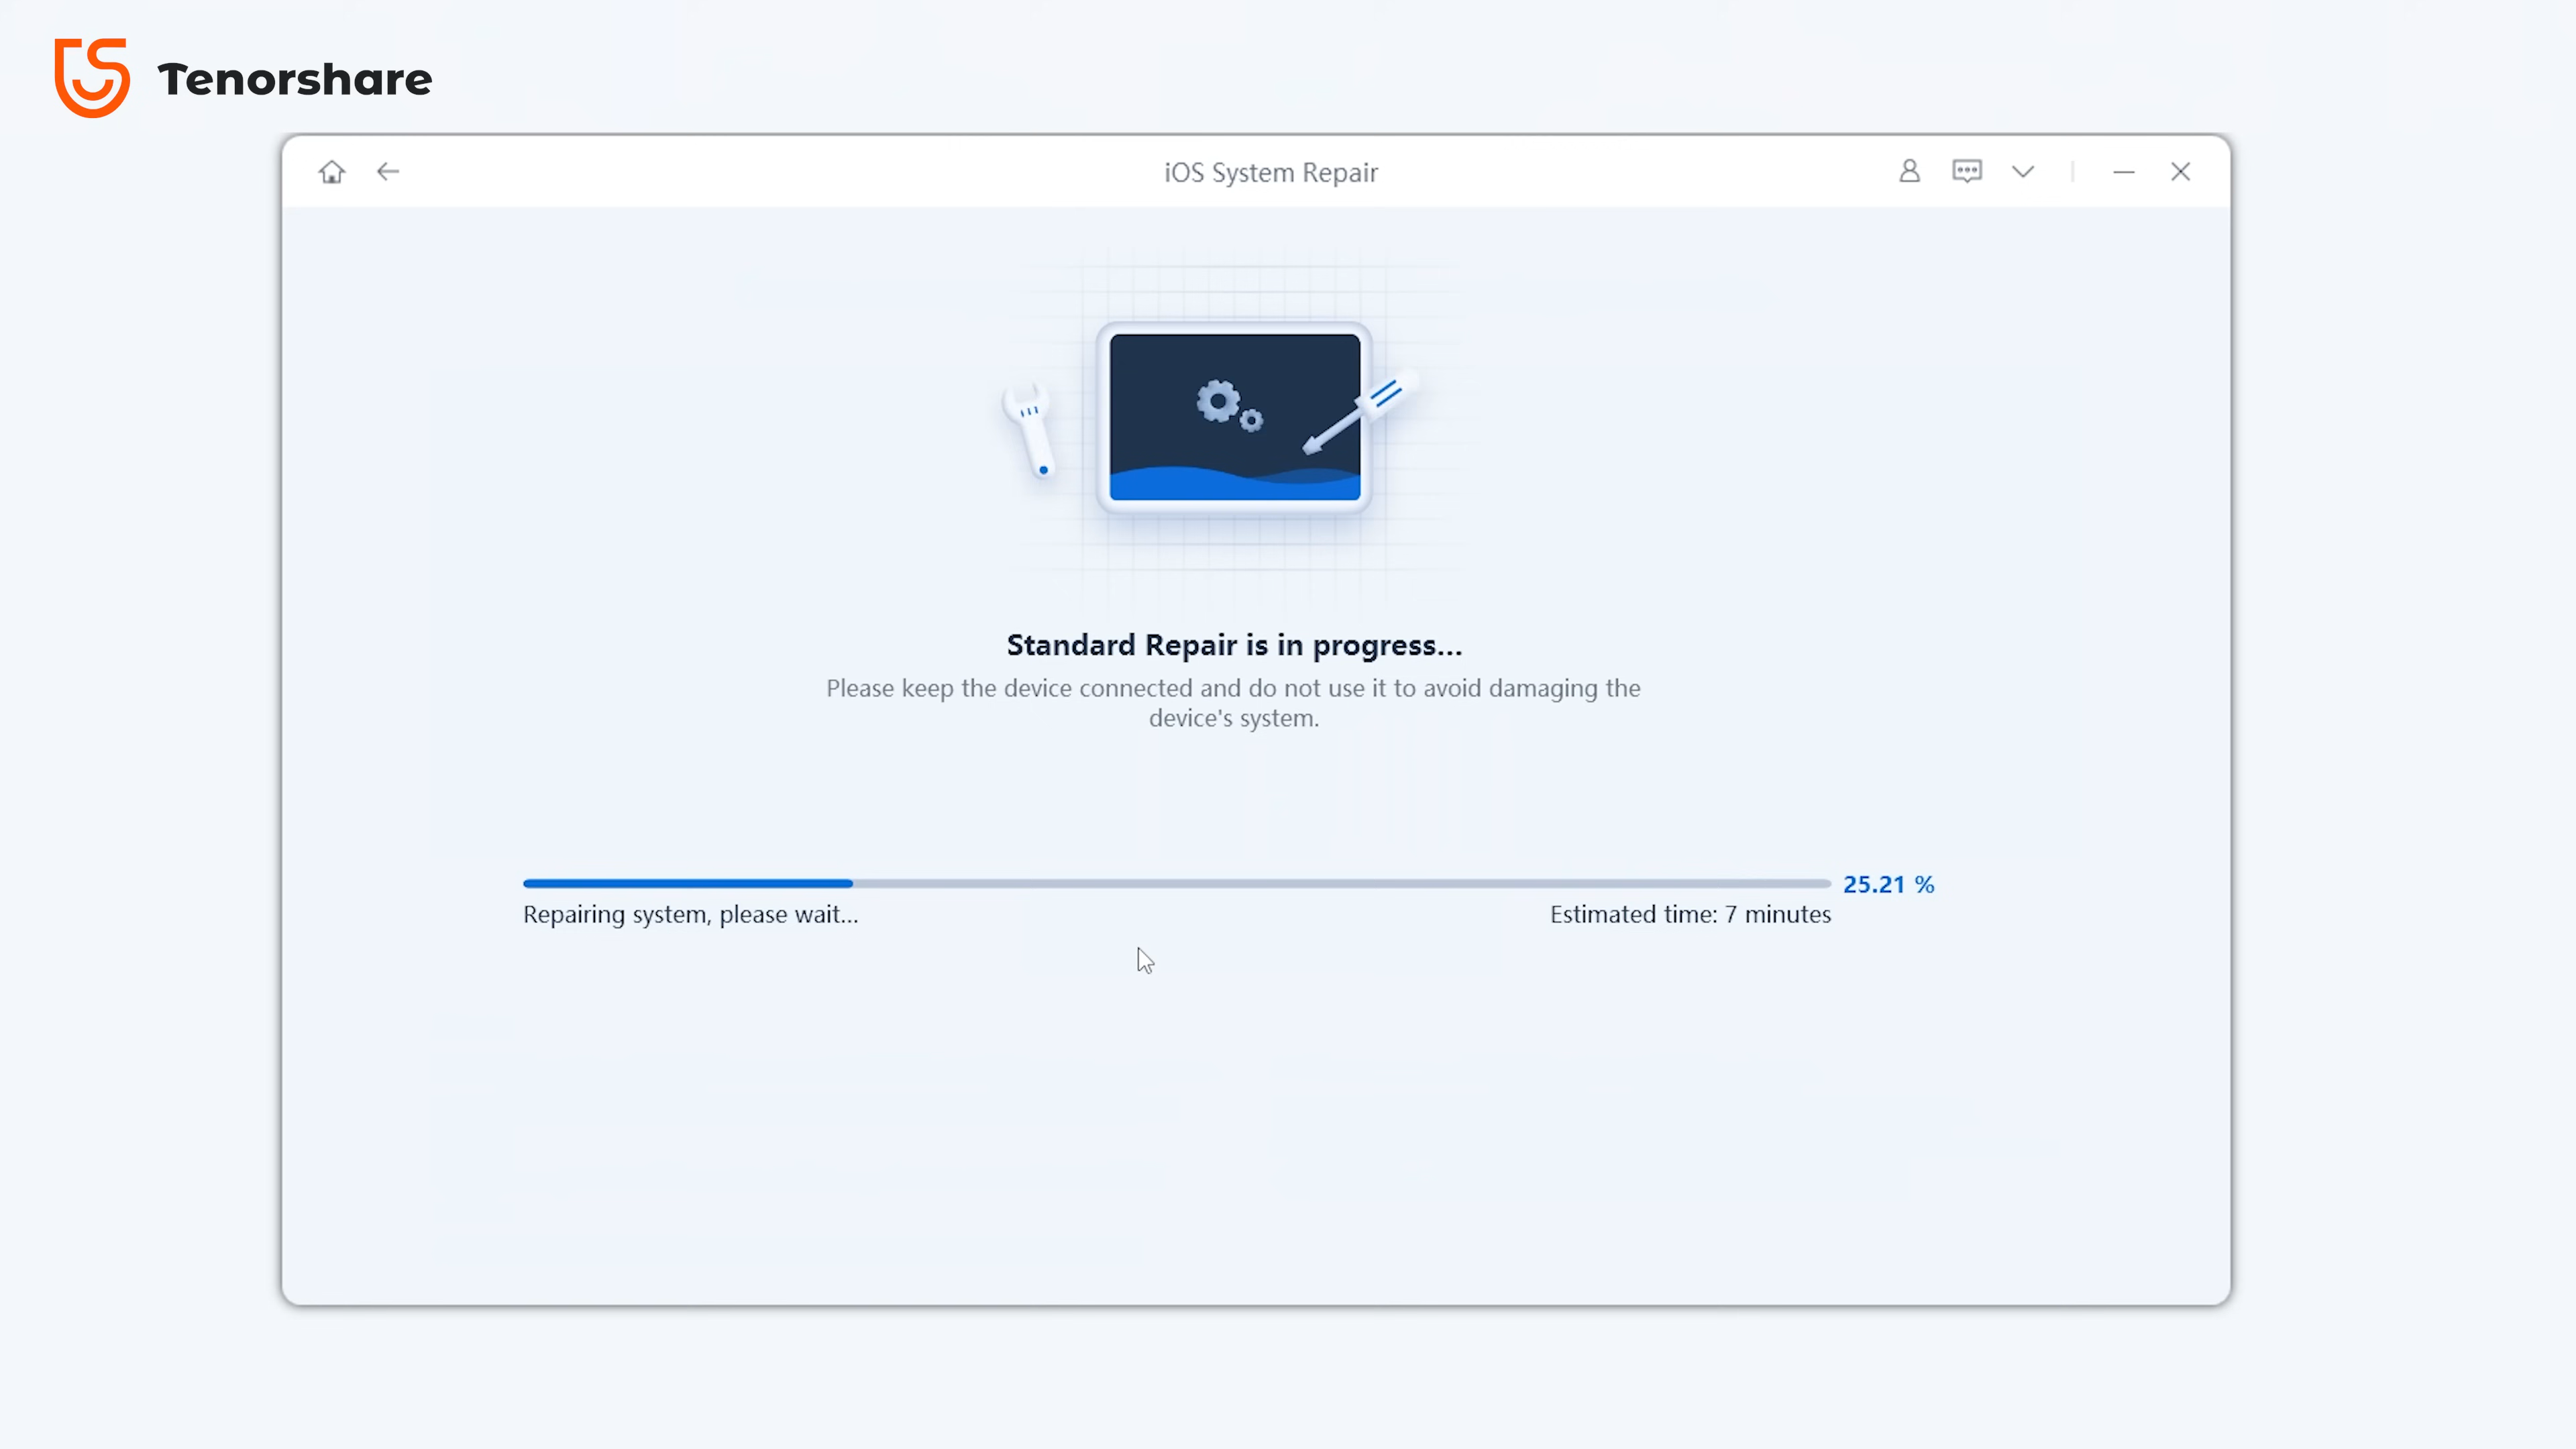 Tenorshare
iOS System Repair
Standard Repair is in progress...
Please keep the device connected and do not use it to avoid damaging the
device's system.
25.21 %
Repairing system, please wait...
Estimated time: 7 minutes